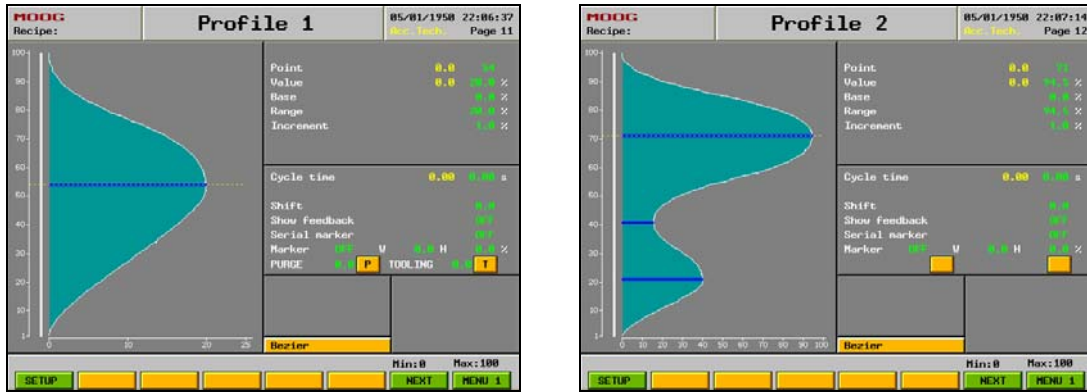 MOOG
Recipe:
Profile 1
05/01/1950 22:06:37
Acc.Tech.
Page 11
100
90
80
70
60
50
40
30
20
10
1
0 10 20 25
Point 0.0 54
Value 0.0 20.0 %
Base 0.0 %
Range 20.0 %
Increment 1.0 %
Cycle time 0.00 0.00 s
Shift 0.0
Show feedback OFF
Serial marker OFF
Marker OFF W 0.0 H 0.0 %
PURGE 0.0 P TOOLING 0.0 T
Bezier
Min:0 Max:100
SETUP NEXT MENU 1
MOOG
Recipe:
Profile 2
05/01/1950 22:07:14
Acc.Tech.
Page 12
100
90
80
70
60
50
40
30
20
10
1
0 10 20 30 40 50 60 70 80 90 100
Point 0.0 71
Value 0.0 94.5 %
Base 0.0 %
Range 94.5 %
Increment 1.0 %
Cycle time 0.00 0.00 s
Shift 0.0
Show feedback OFF
Serial marker OFF
Marker OFF W 0.0 H 0.0 %
Bezier
Min:0 Max:100
SETUP NEXT MENU 1